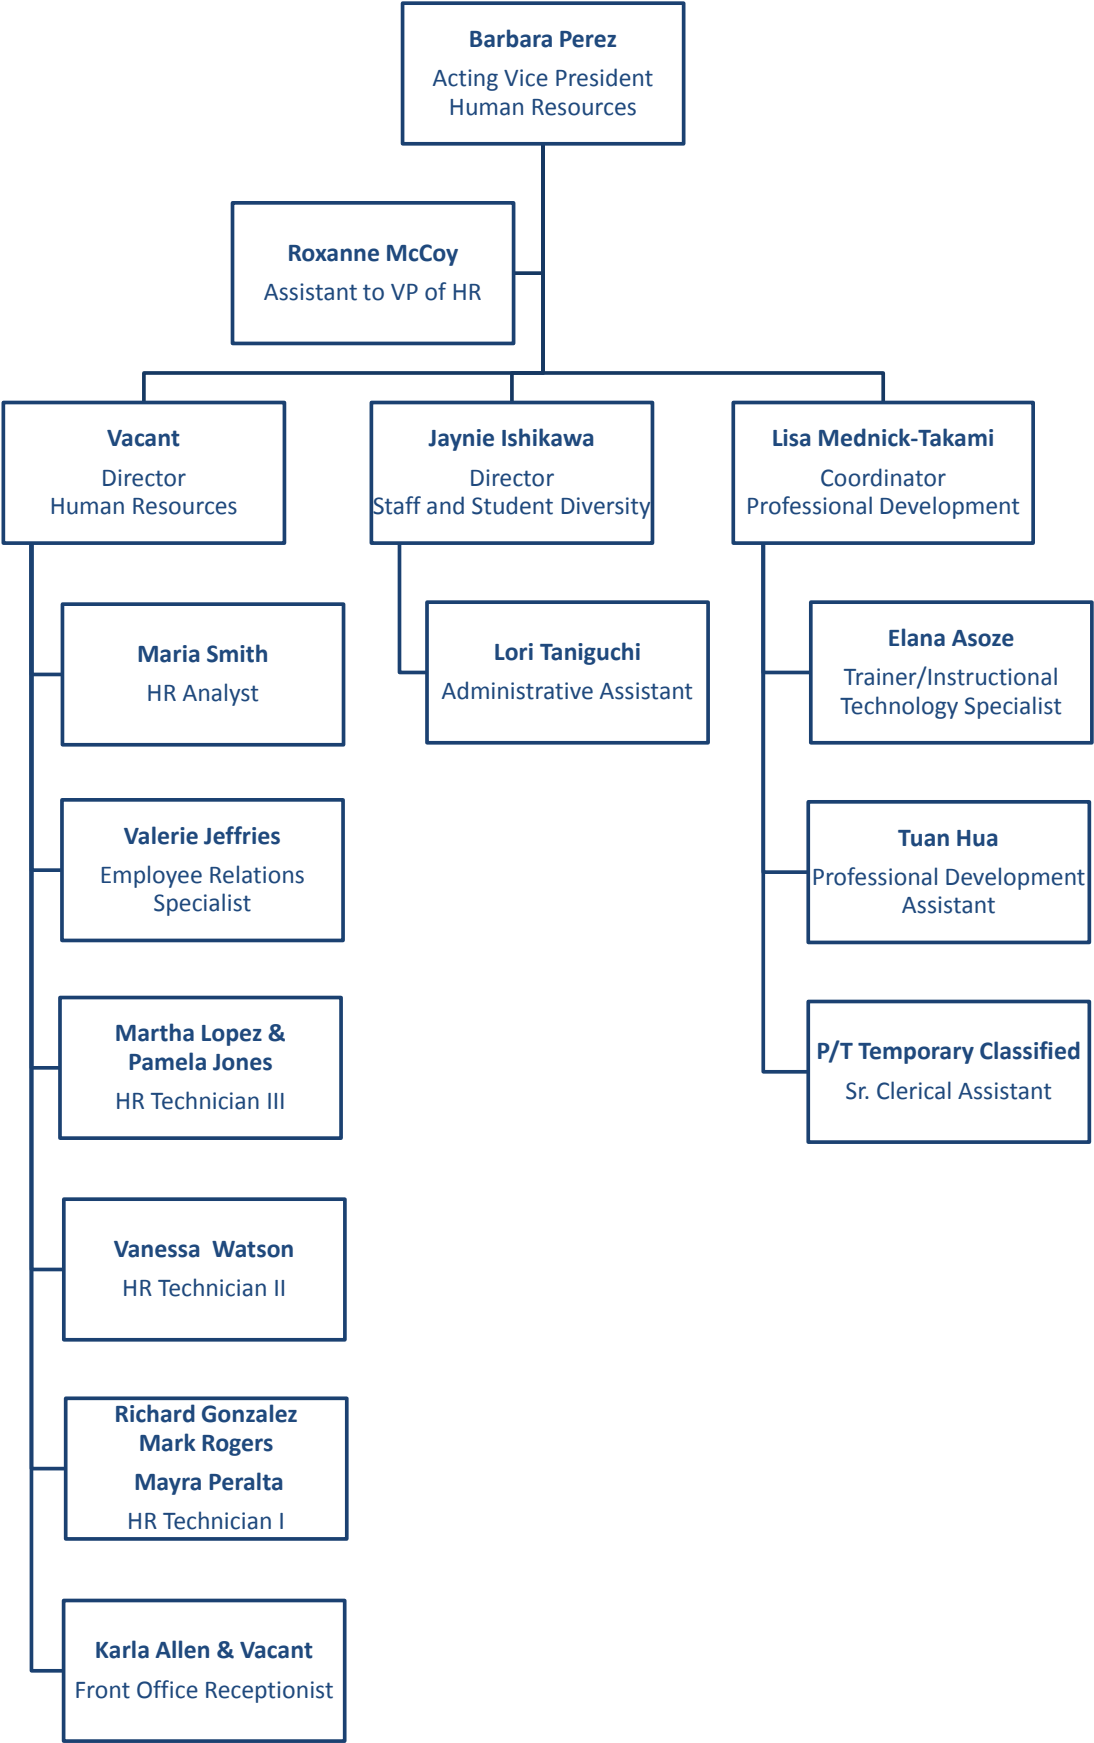 Barbara Perez
Acting Vice President
Human Resources
Roxanne McCoy
Assistant to VP of HR
Vacant
Director
Human Resources
Jaynie Ishikawa
Director
Staff and Student Diversity
Lisa Mednick-Takami
Coordinator
Professional Development
Maria Smith
HR Analyst
Valerie Jeffries
Employee Relations
Specialist
Martha Lopez &
Pamela Jones
HR Technician III
Vanessa  Watson
HR Technician II
Richard Gonzalez
Mark Rogers
Mayra Peralta
HR Technician I
Karla Allen & Vacant
Front Office Receptionist
Lori Taniguchi
Administrative Assistant
Elana Asoze
Trainer/Instructional
Technology Specialist
Tuan Hua
Professional Development
Assistant
P/T Temporary Classified
Sr. Clerical Assistant